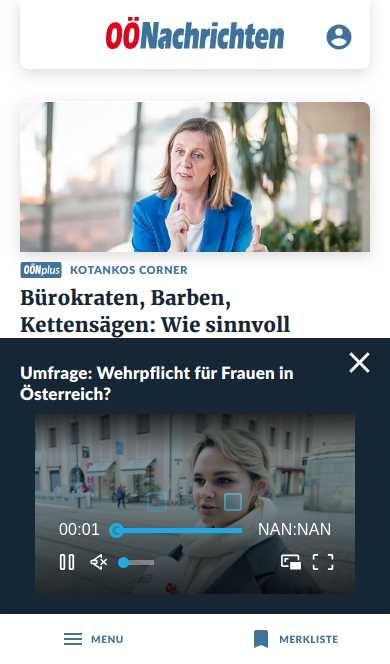 OÖNachrichten
OÖNplus KOTANKOS CORNER
Bürokraten, Barben,
Kettensägen: Wie sinnvoll
Umfrage: Wehrpflicht für Frauen in
Österreich?
00:01 NAN:NAN
MENU MERKLISTE